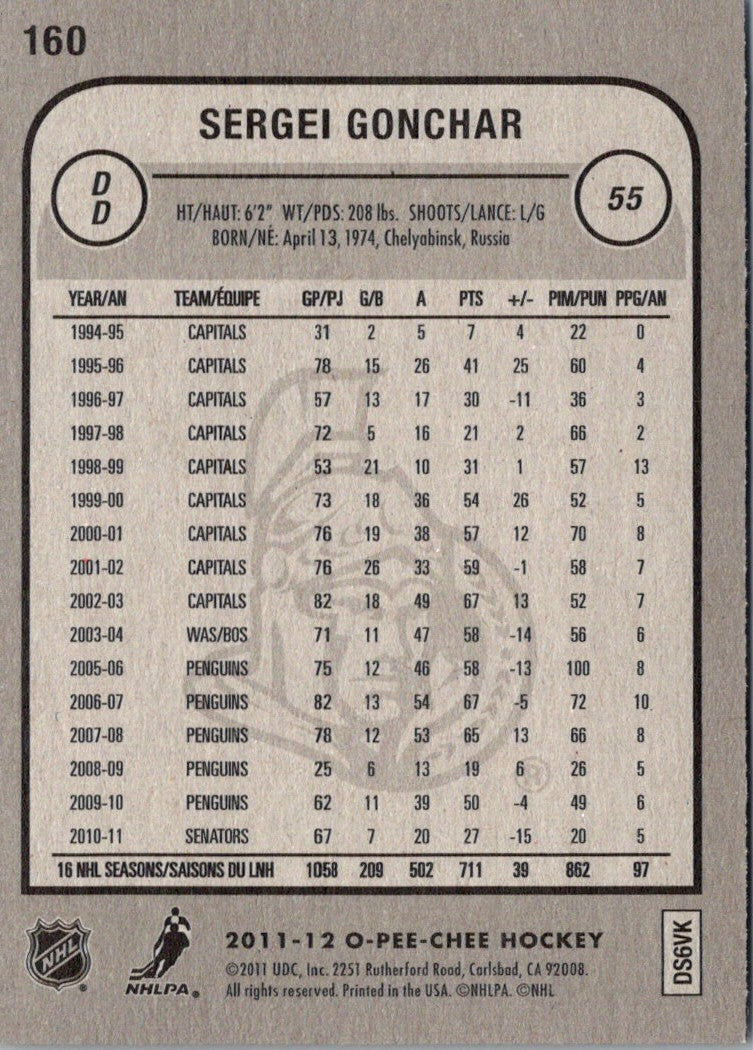 160
SERGEI GONCHAR
D
D
55
HT/HAUT: 6'2" WT/PDS: 208 lbs. SHOOTS/LANCE: L/G
BORN/NÉ: April 13, 1974, Chelyabinsk, Russia
YEAR/AN TEAM/ÉQUIPE GP/PJ G/B A PTS +/- PIM/PUN PPG/AN
1994-95 CAPITALS 31 2 5 7 4 22 0
1995-96 CAPITALS 78 15 26 41 25 60 4
1996-97 CAPITALS 57 13 17 30 -11 36 3
1997-98 CAPITALS 72 5 16 21 2 66 2
1998-99 CAPITALS 53 21 10 31 1 57 13
1999-00 CAPITALS 73 18 36 54 26 52 5
2000-01 CAPITALS 76 19 38 57 12 70 8
2001-02 CAPITALS 76 26 33 59 -1 58 7
2002-03 CAPITALS 82 18 49 67 13 52 7
2003-04 WAS/BOS 71 11 47 58 -14 56 6
2005-06 PENGUINS 75 12 46 58 -13 100 8
2006-07 PENGUINS 82 13 54 67 -5 72 10
2007-08 PENGUINS 78 12 53 65 13 66 8
2008-09 PENGUINS 25 6 13 19 6 26 5
2009-10 PENGUINS 62 11 39 50 -4 49 6
2010-11 SENATORS 67 7 20 27 -15 20 5
16 NHL SEASONS/SAISONS DU LNH 1058 209 502 711 39 862 97
®
NHL ®
NHLPA®
2011-12 O-PEE-CHEE HOCKEY
©2011 UDC, Inc. 2251 Rutherford Road, Carlsbad, CA 92008.
All rights reserved. Printed in the USA. ©NHLPA. ©NHL
DS6VK